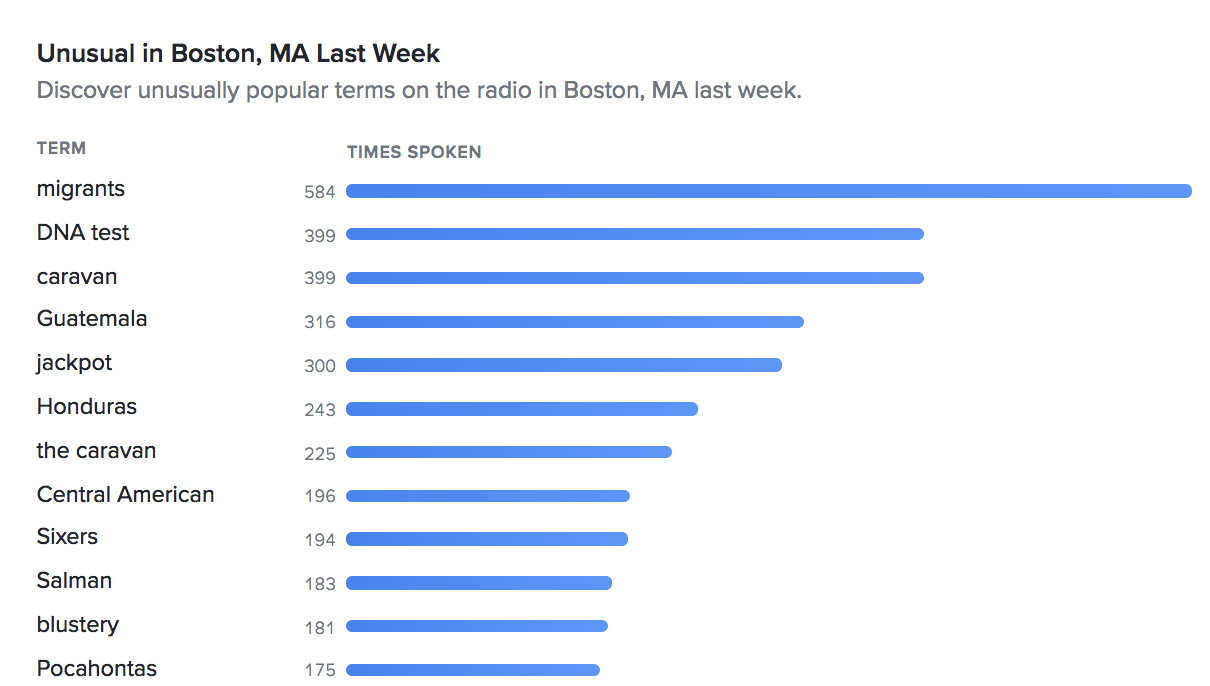 Unusual in Boston, MA Last Week
Discover unusually popular terms on the radio in Boston, MA last week.
TERM TIMES SPOKEN
migrants 584
DNA test 399
caravan 399
Guatemala 316
jackpot 300
Honduras 243
the caravan 225
Central American 196
Sixers 194
Salman 183
blustery 181
Pocahontas 175